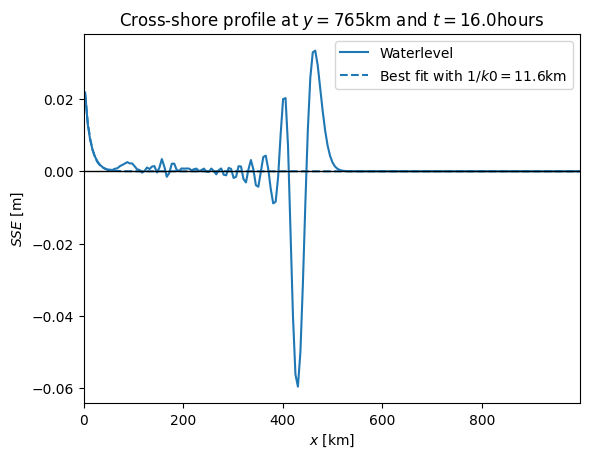 Cross-shore profile at y = 765km and t = 16.0hours
Waterlevel
Best fit with 1/k0 = 11.6km
SSE [m]
0.02
0.00
−0.02
−0.04
−0.06
0 200 400 600 800
x [km]